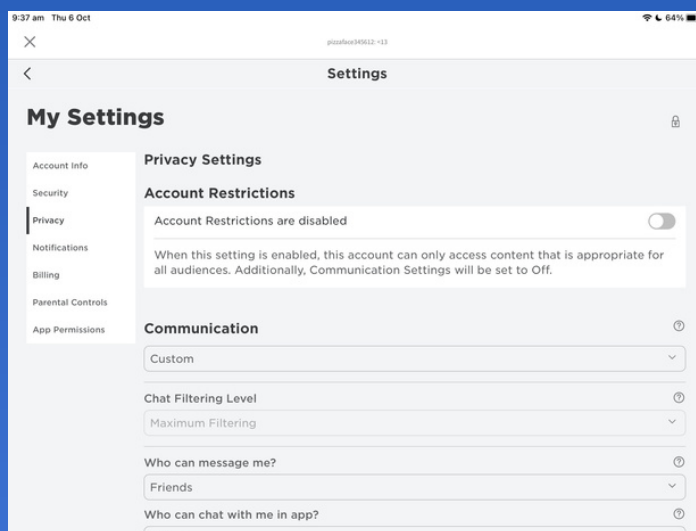 9:37 am Thu 6 Oct
64%
pizzaface345612: <13
Settings
My Settings
Account Info
Security
Privacy
Notifications
Billing
Parental Controls
App Permissions
Privacy Settings
Account Restrictions
Account Restrictions are disabled
When this setting is enabled, this account can only access content that is appropriate for
all audiences. Additionally, Communication Settings will be set to Off.
Communication
Custom
Chat Filtering Level
Maximum Filtering
Who can message me?
Friends
Who can chat with me in app?